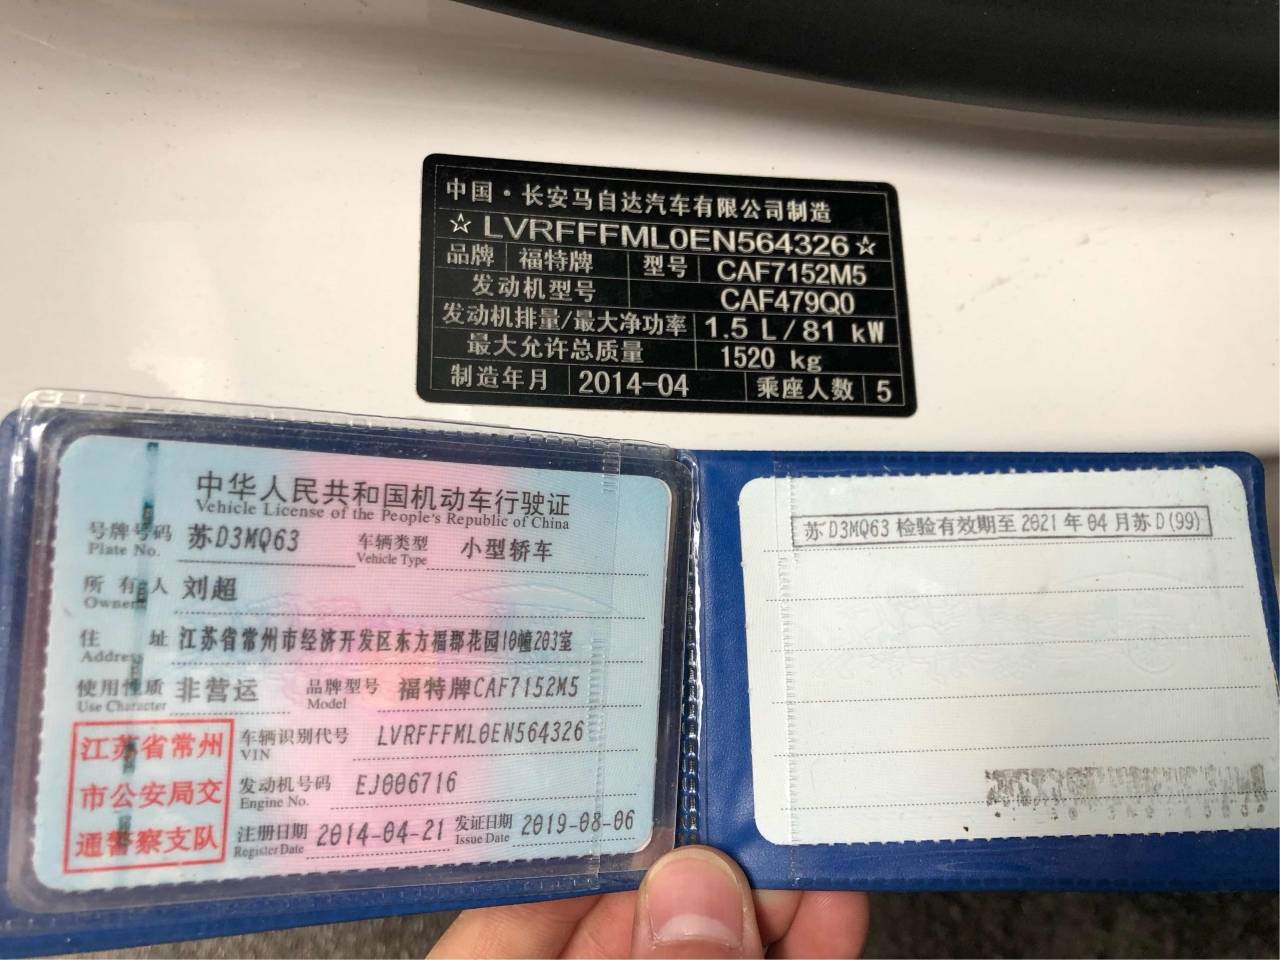 中国·长安马自达汽车有限公司制造
☆LVRFFFML0EN564326☆
品牌 福特牌 型号 CAF7152M5
发动机型号 CAF479Q0
发动机排量/最大净功率 1.5 L/81 kW
最大允许总质量 1520 kg
制造年月 2014-04 乘座人数 5
中华人民共和国机动车行驶证
Vehicle License of the People's Republic of China
号牌号码 苏D3MQ63 车辆类型 小型轿车
Plate No. Vehicle Type
所有人 刘超
Owner
住址 江苏省常州市经济开发区东方福郡花园10幢203室
Address
使用性质 非营运 品牌型号 福特牌CAF7152M5
Use Character Model
江苏省常州
市公安局交
通警察支队
车辆识别代号 LVRFFFML0EN564326
VIN
发动机号码 EJ006716
Engine No.
注册日期 2014-04-21 发证日期 2019-08-06
Register Date Issue Date
苏D3MQ63 检验有效期至2021年04月苏D(99)